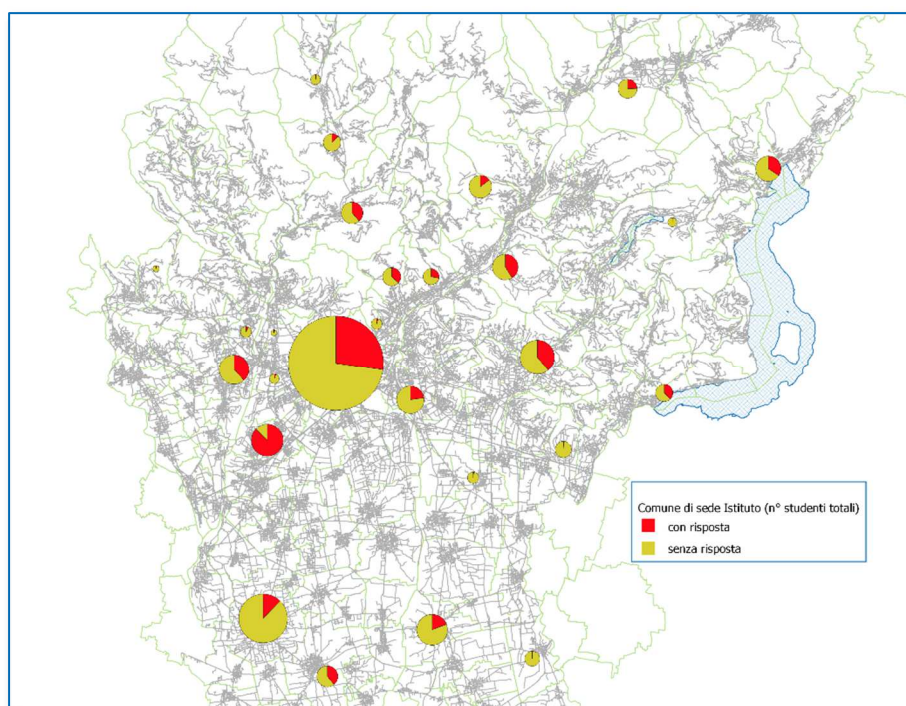 Comune di sede Istituto (n° studenti totali)
con risposta
senza risposta